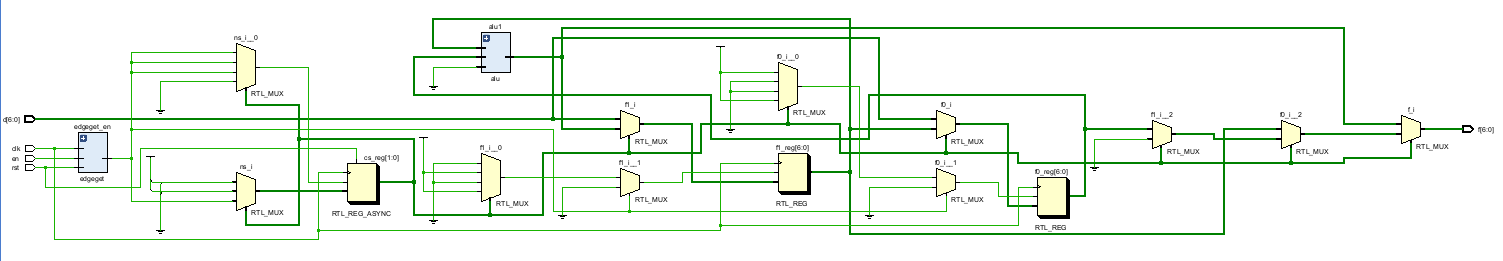 alu1
alu
ns_i__0
RTL_MUX
f0_i__0
RTL_MUX
d[6:0]
edgeget_en
edgeget
clk
en
rst
ns_i
RTL_MUX
cs_reg[1:0]
RTL_REG_ASYNC
f1_i__0
RTL_MUX
f1_i
RTL_MUX
f1_i__1
RTL_MUX
f1_reg[6:0]
RTL_REG
f0_i
RTL_MUX
f0_i__1
RTL_MUX
f0_reg[6:0]
RTL_REG
f1_i__2
RTL_MUX
f0_i__2
RTL_MUX
f_i
RTL_MUX
f[6:0]